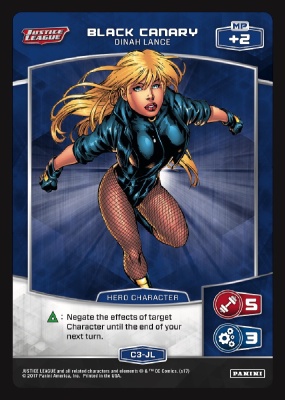 JUSTICE LEAGUE
BLACK CANARY
DINAH LANCE
MP
+2
HERO CHARACTER
: Negate the effects of target
Character until the end of your
next turn.
5
3
C3-JL
JUSTICE LEAGUE and all related characters and elements © & ™ DC Comics. (s17)
© 2017 Panini America, Inc. Printed in the USA.
PANINI